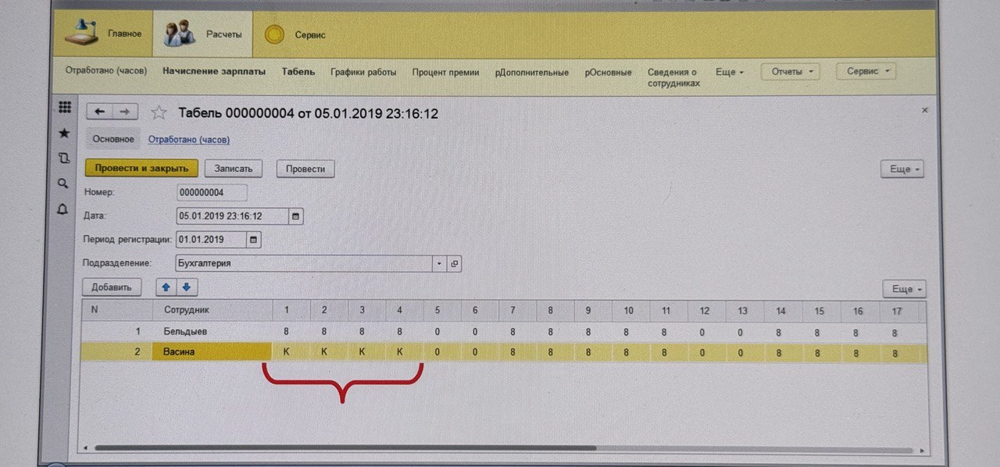 Главное Расчеты Сервис
Отработано (часов) Начисление зарплаты Табель Графики работы Процент премии рДополнительные рОсновные Сведения о сотрудниках Еще Отчеты Сервис
Табель 000000004 от 05.01.2019 23:16:12
Основное Отработано (часов)
Провести и закрыть Записать Провести Еще
Номер: 000000004
Дата: 05.01.2019 23:16:12
Период регистрации: 01.01.2019
Подразделение: Бухгалтерия
Добавить Еще
N Сотрудник 1 2 3 4 5 6 7 8 9 10 11 12 13 14 15 16 17
1 Бельдыев 8 8 8 8 0 0 8 8 8 8 8 0 0 8 8 8 8
2 Васина К К К К 0 0 8 8 8 8 8 0 0 8 8 8 8